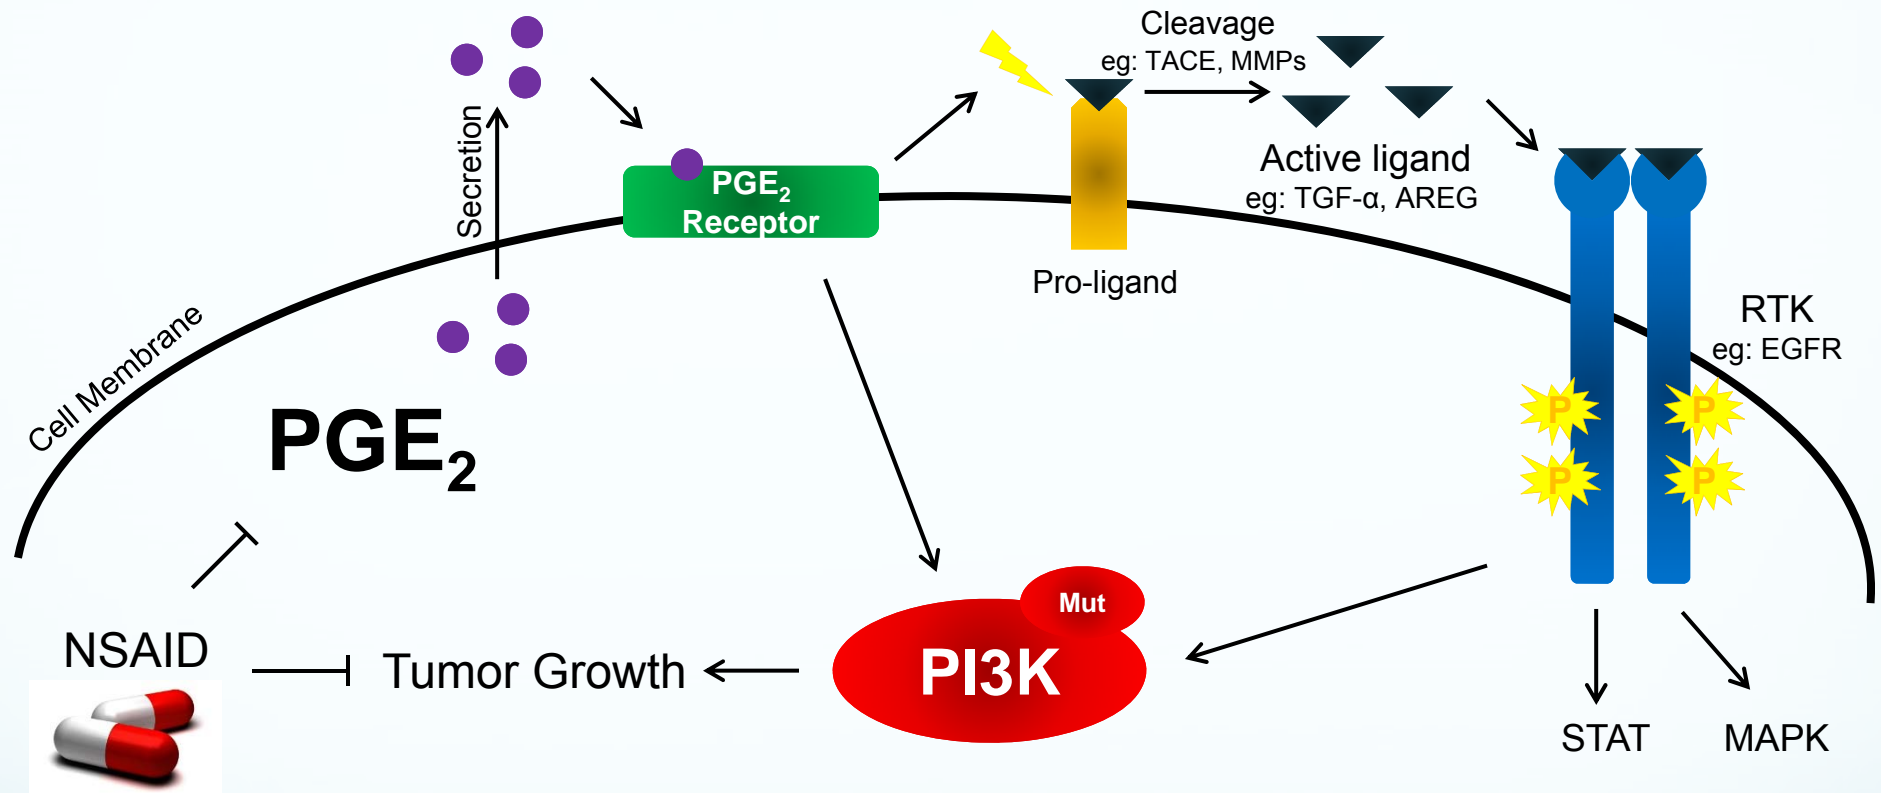 Cleavage
eg: TACE, MMPs
Secretion
PGE₂
Receptor
Active ligand
eg: TGF-α, AREG
Pro-ligand
Cell Membrane
RTK
eg: EGFR
PGE₂
P
P
P
P
Mut
NSAID
Tumor Growth
PI3K
STAT
MAPK